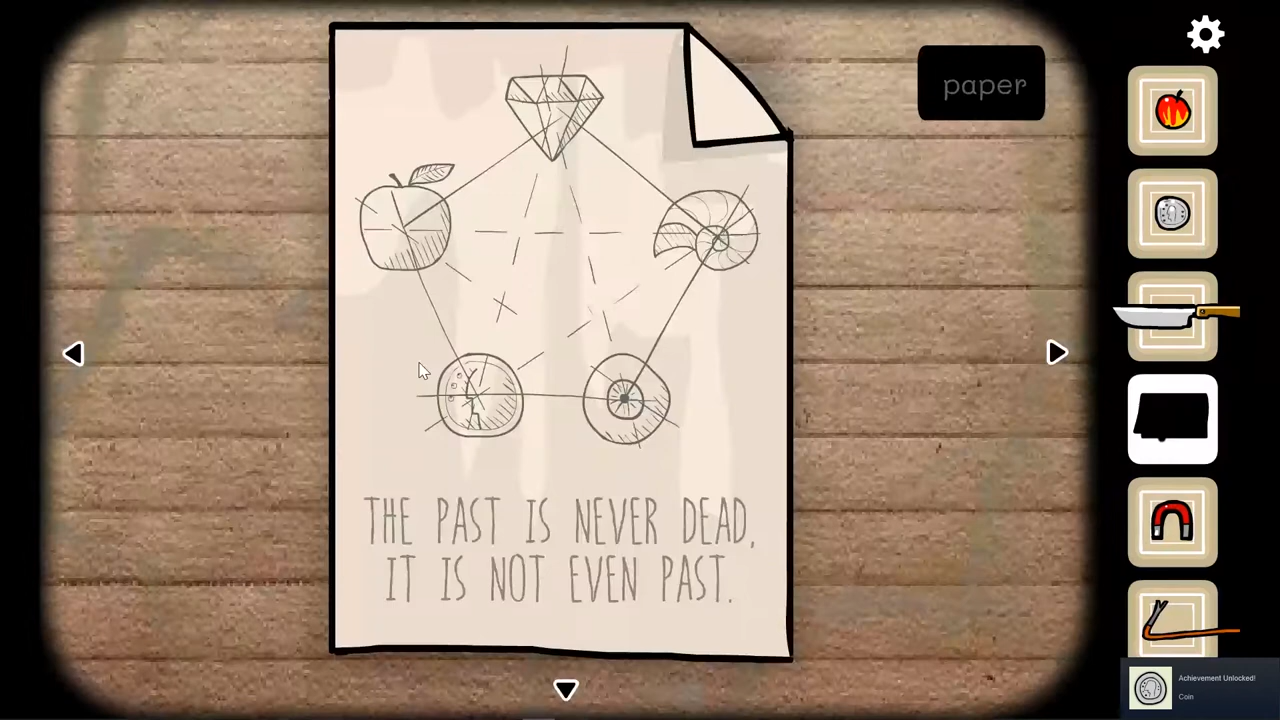 paper
THE PAST IS NEVER DEAD,
IT IS NOT EVEN PAST.
Achievement Unlocked!
Coin